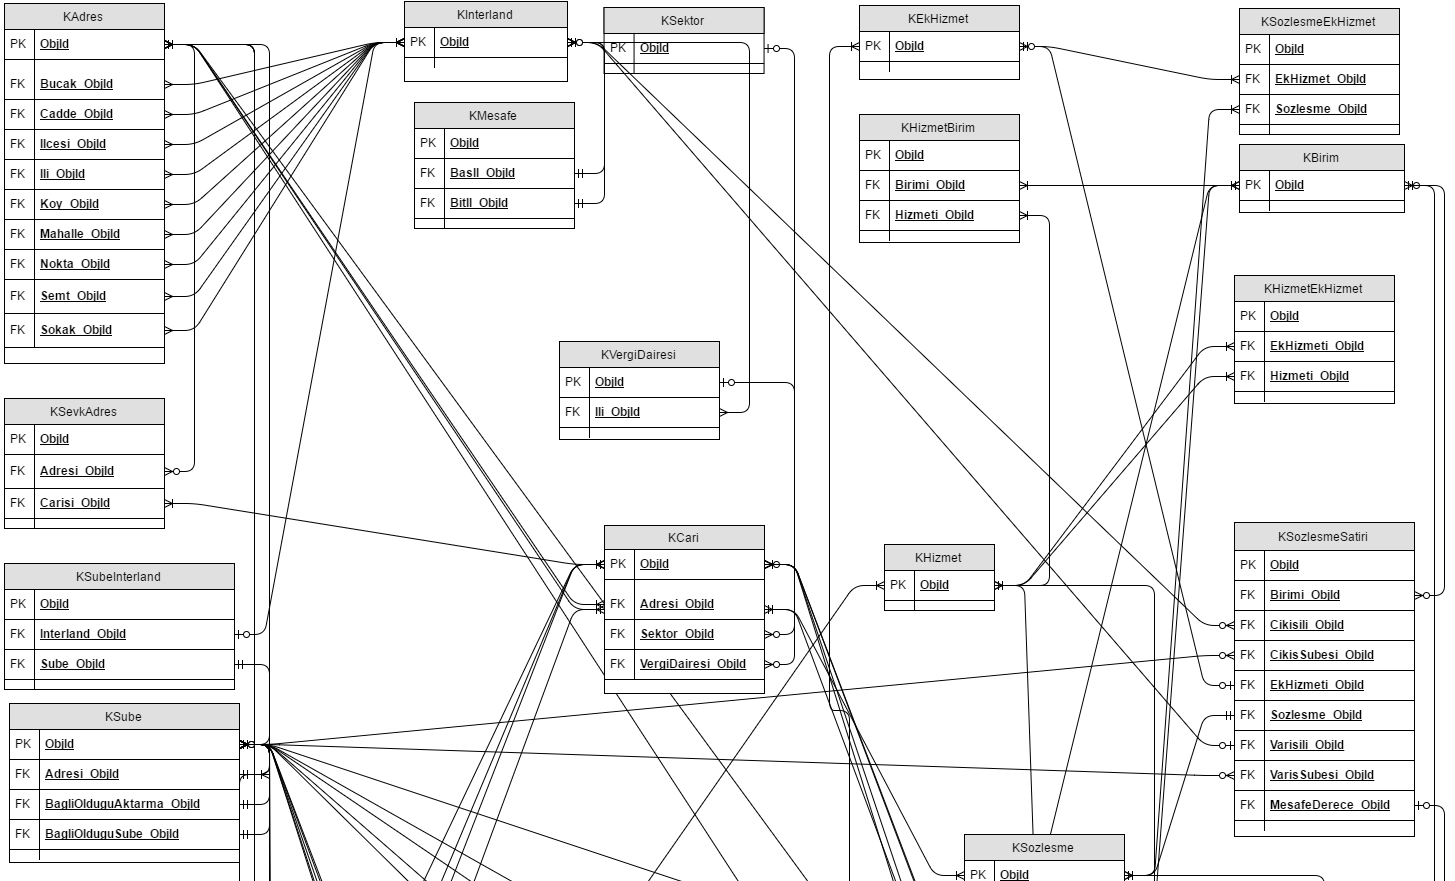 KAdres
PK ObjId
FK Bucak_ObjId
FK Cadde_ObjId
FK Ilcesi_ObjId
FK Ili_ObjId
FK Koy_ObjId
FK Mahalle_ObjId
FK Nokta_ObjId
FK Semt_ObjId
FK Sokak_ObjId
KSevkAdres
PK ObjId
FK Adresi_ObjId
FK Carisi_ObjId
KSubeInterland
PK ObjId
FK Interland_ObjId
FK Sube_ObjId
KSube
PK ObjId
FK Adresi_ObjId
FK BagliOlduguAktarma_ObjId
FK BagliOlduguSube_ObjId
KInterland
PK ObjId
KMesafe
PK ObjId
FK BasIl_ObjId
FK BitIl_ObjId
KSektor
PK ObjId
KVergiDairesi
PK ObjId
FK Ili_ObjId
KCari
PK ObjId
FK Adresi_ObjId
FK Sektor_ObjId
FK VergiDairesi_ObjId
KEkHizmet
PK ObjId
KHizmetBirim
PK ObjId
FK Birimi_ObjId
FK Hizmeti_ObjId
KHizmet
PK ObjId
KSozlesme
PK ObjId
KSozlesmeEkHizmet
PK ObjId
FK EkHizmet_ObjId
FK Sozlesme_ObjId
KBirim
PK ObjId
KHizmetEkHizmet
PK ObjId
FK EkHizmeti_ObjId
FK Hizmeti_ObjId
KSozlesmeSatiri
PK ObjId
FK Birimi_ObjId
FK CikisIli_ObjId
FK CikisSubesi_ObjId
FK EkHizmeti_ObjId
FK Sozlesme_ObjId
FK VarisIli_ObjId
FK VarisSubesi_ObjId
FK MesafeDerece_ObjId